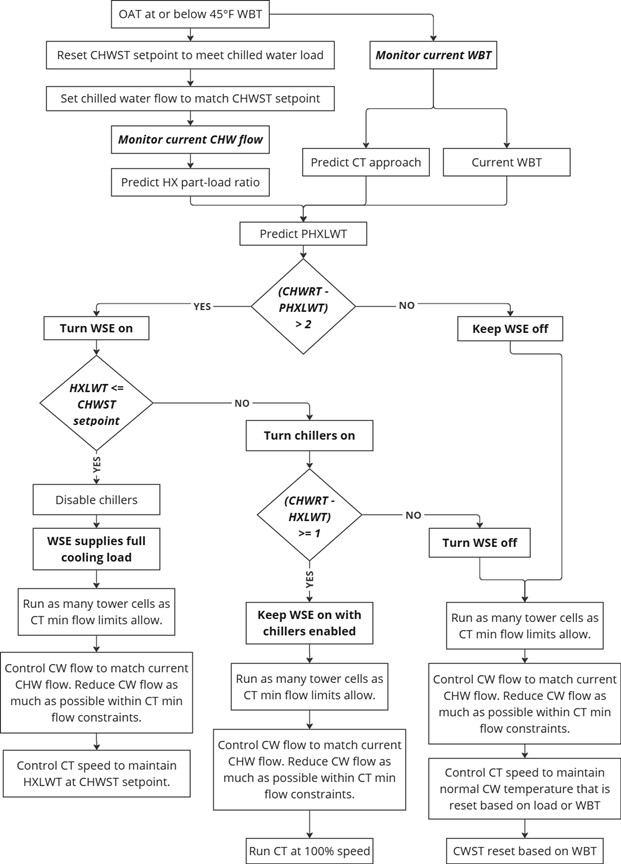 OAT at or below 45°F WBT
Reset CHWST setpoint to meet chilled water load
Monitor current WBT
Set chilled water flow to match CHWST setpoint
Monitor current CHW flow
Predict CT approach
Current WBT
Predict HX part-load ratio
Predict PHXLWT
(CHWRT -
PHXLWT)
> 2
YES
NO
Turn WSE on
Keep WSE off
HXLWT <=
CHWST
setpoint
NO
Turn chillers on
YES
Disable chillers
(CHWRT -
HXLWT)
>= 1
NO
WSE supplies full
cooling load
Turn WSE off
YES
Run as many tower cells as
CT min flow limits allow.
Keep WSE on with
chillers enabled
Run as many tower cells as
CT min flow limits allow.
Control CW flow to match current
CHW flow. Reduce CW flow as
much as possible within CT min
flow constraints.
Run as many tower cells as
CT min flow limits allow.
Control CW flow to match current
CHW flow. Reduce CW flow as
much as possible within CT min
flow constraints.
Control CT speed to maintain
HXLWT at CHWST setpoint.
Control CW flow to match current
CHW flow. Reduce CW flow as
much as possible within CT min
flow constraints.
Control CT speed to maintain
normal CW temperature that is
reset based on load or WBT
Run CT at 100% speed
CWST reset based on WBT